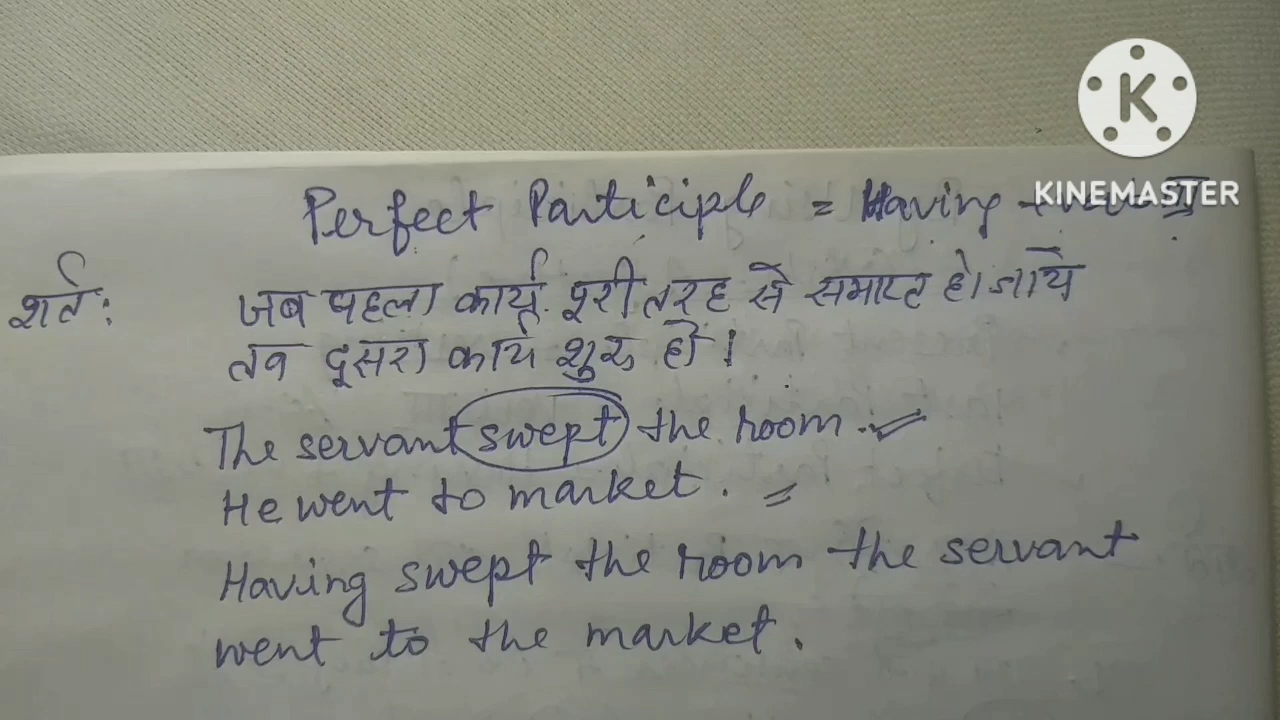 K
KINEMASTER
Perfect Participle = Having + II
शर्त: जब पहला कार्य पूरी तरह से समाप्त हो जाये
तब दूसरा कार्य शुरू हो।
The servant swept the room.
He went to market.
Having swept the room the servant
went to the market.